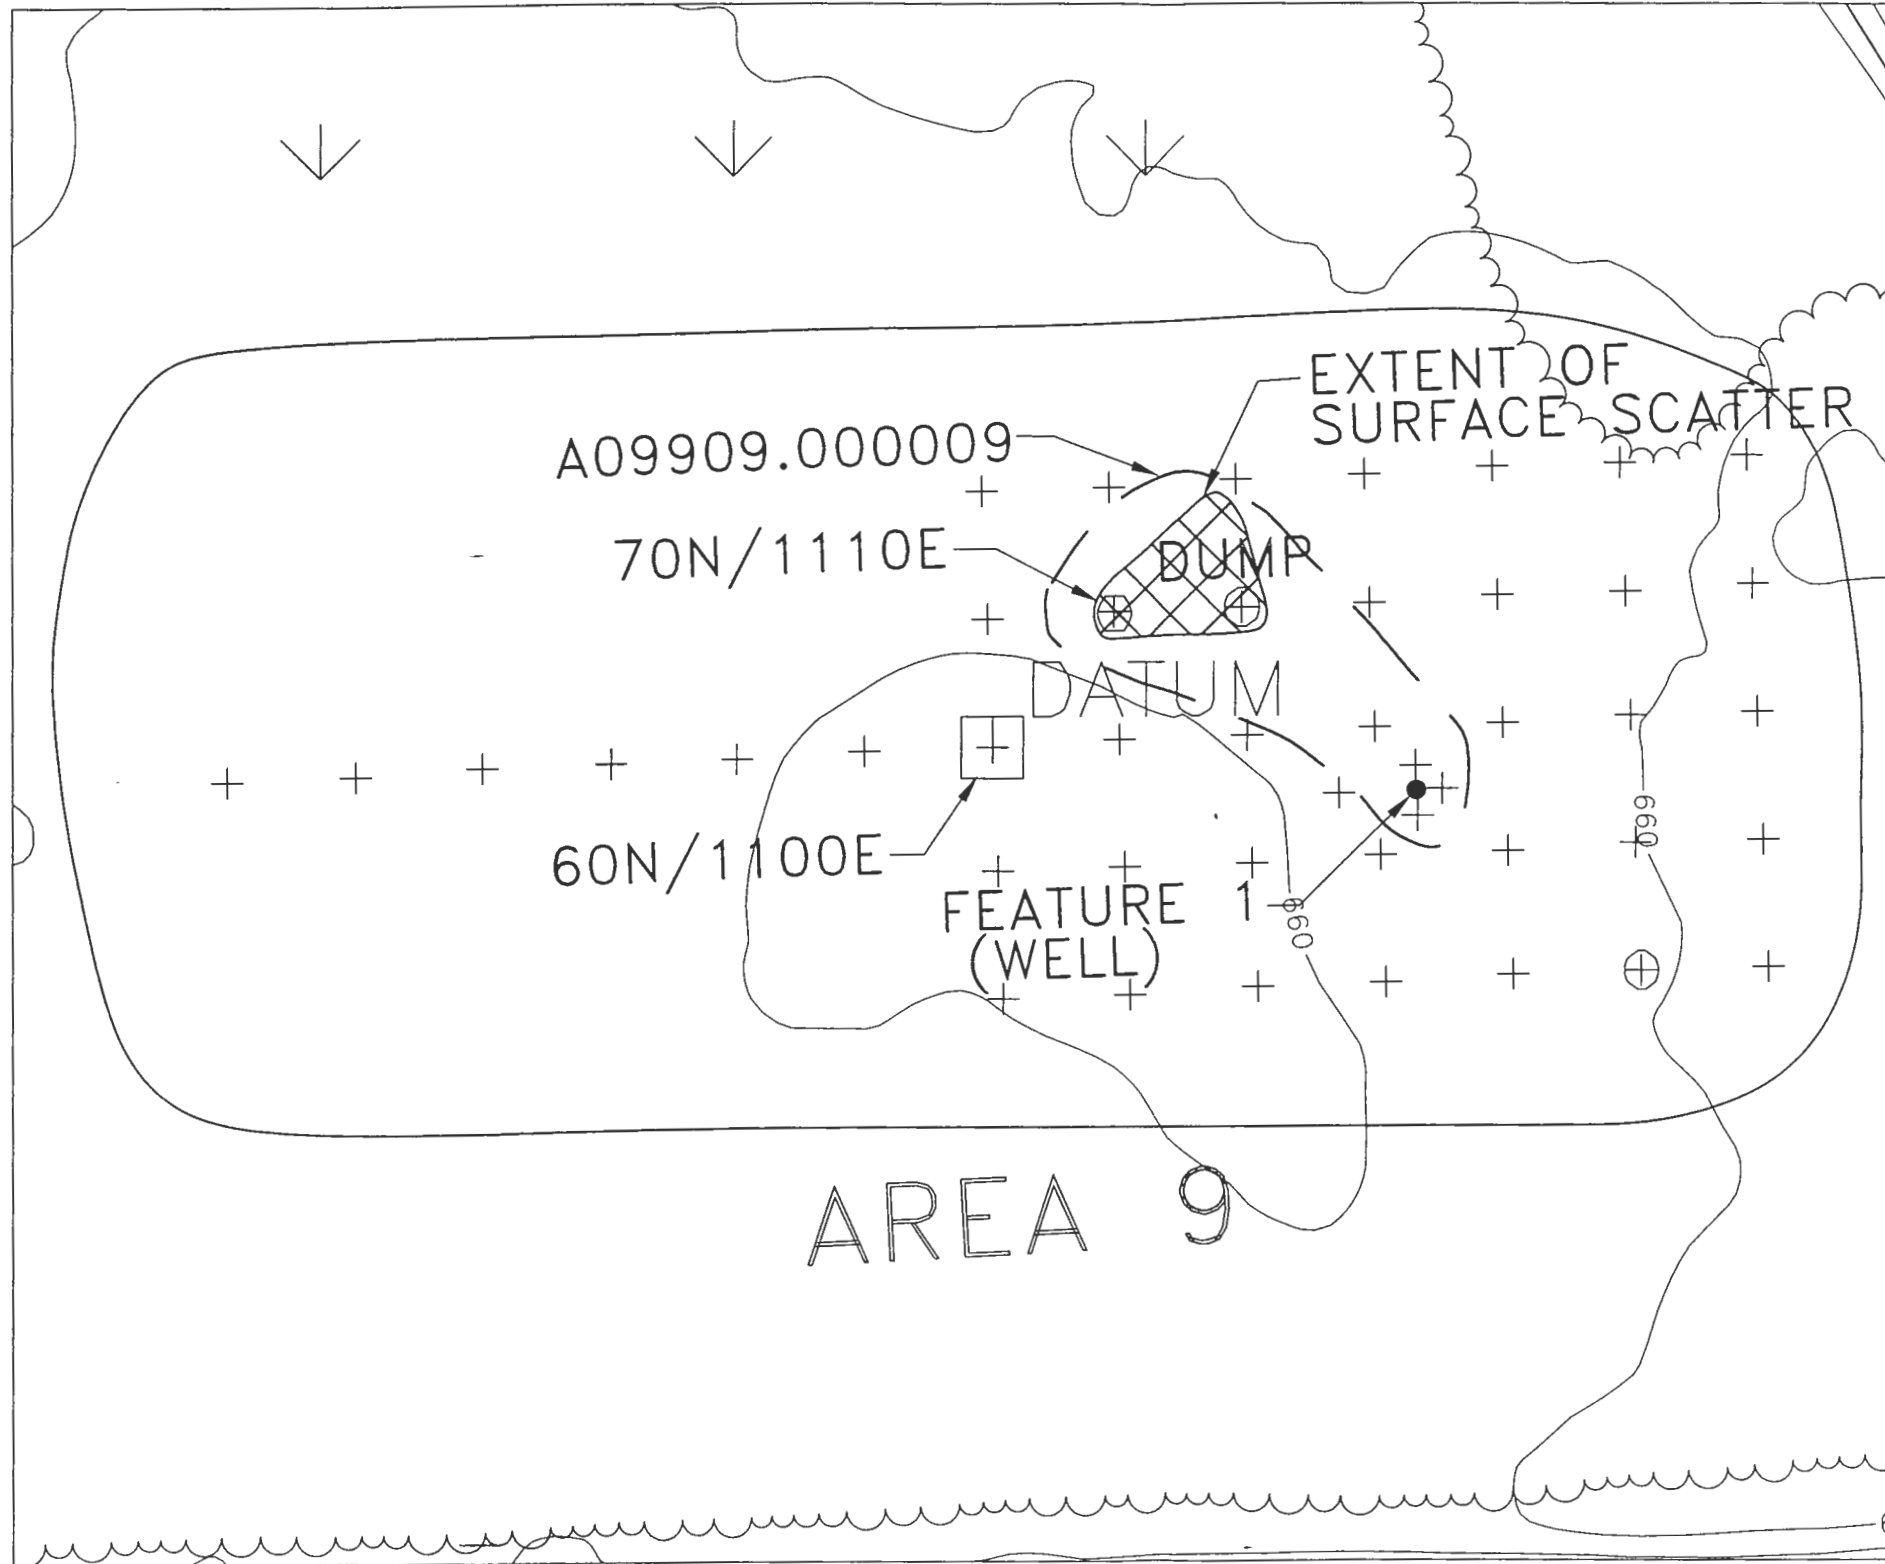 EXTENT OF
SURFACE SCATTER
A09909.000009
70N/1110E
DUMP
DATUM
60N/1100E
660
FEATURE 1
(WELL)
660
AREA 9
6